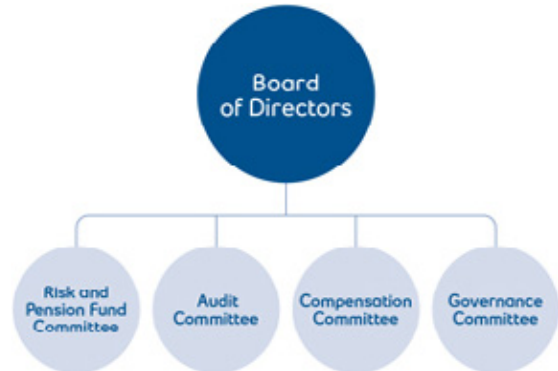 Board
of Directors
Risk and
Pension Fund
Committee
Audit
Committee
Compensation
Committee
Governance
Committee